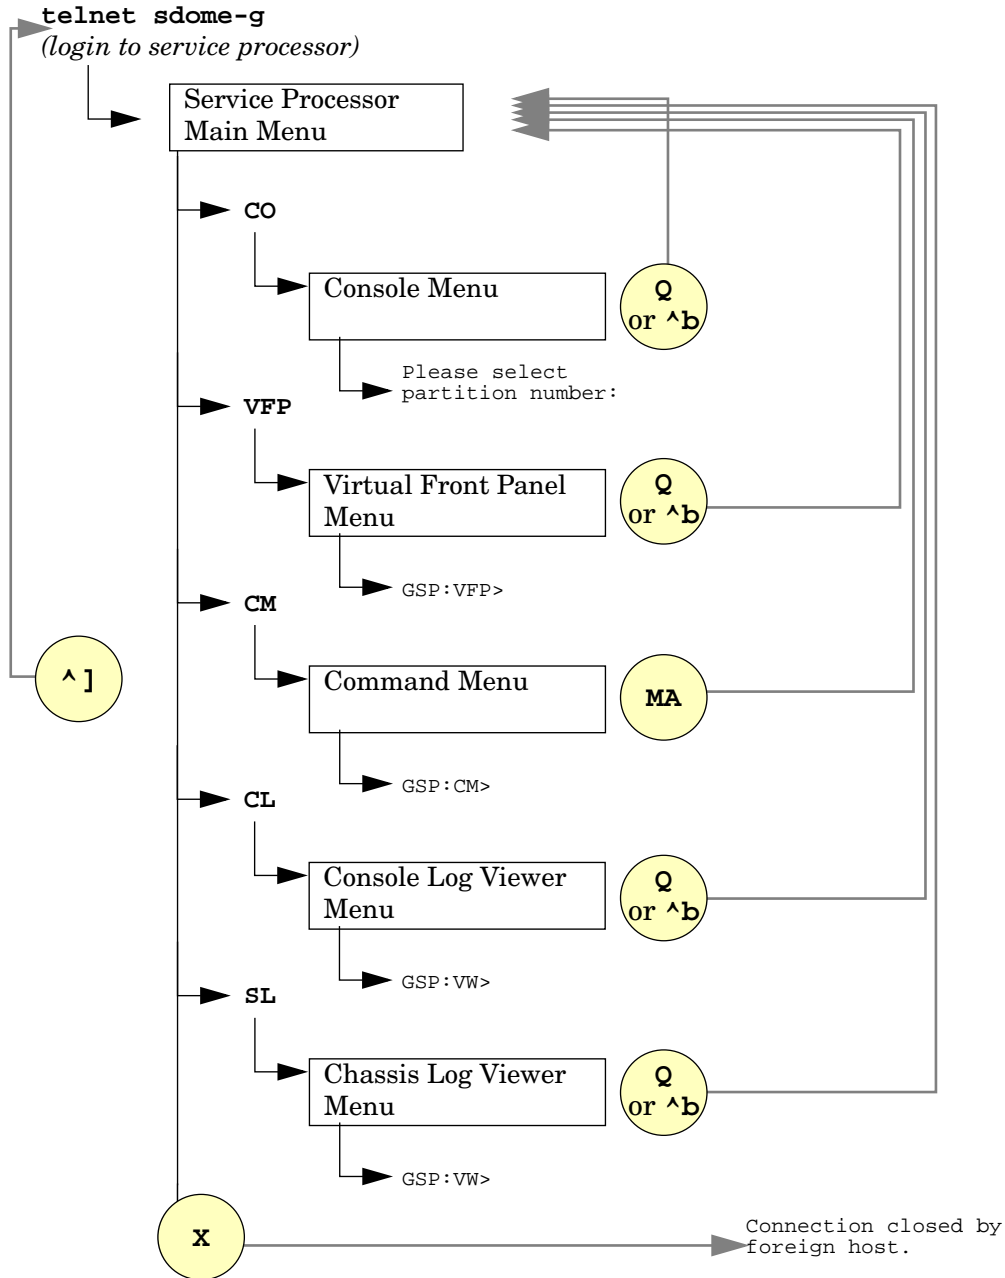 telnet sdome-g
(login to service processor)
Service Processor
Main Menu
CO
Console Menu
Q
or ^b
Please select
partition number:
VFP
Virtual Front Panel
Menu
Q
or ^b
GSP:VFP>
CM
^]
Command Menu
MA
GSP:CM>
CL
Console Log Viewer
Menu
Q
or ^b
GSP:VW>
SL
Chassis Log Viewer
Menu
Q
or ^b
GSP:VW>
X
Connection closed by
foreign host.